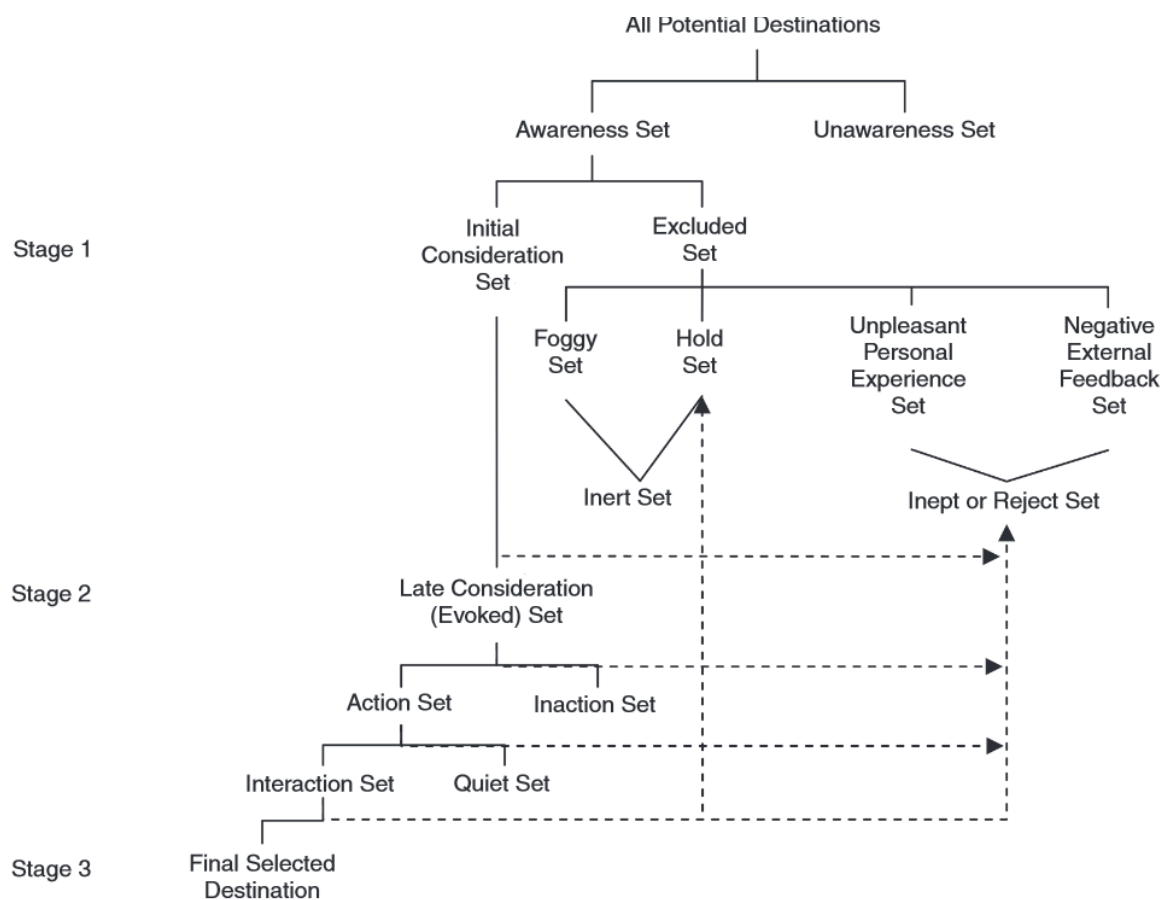 All Potential Destinations
Awareness Set
Unawareness Set
Stage 1
Initial
Consideration
Set
Excluded
Set
Foggy
Set
Hold
Set
Unpleasant
Personal
Experience
Set
Negative
External
Feedback
Set
Inert Set
Inept or Reject Set
Stage 2
Late Consideration
(Evoked) Set
Action Set
Inaction Set
Interaction Set
Quiet Set
Stage 3
Final Selected
Destination